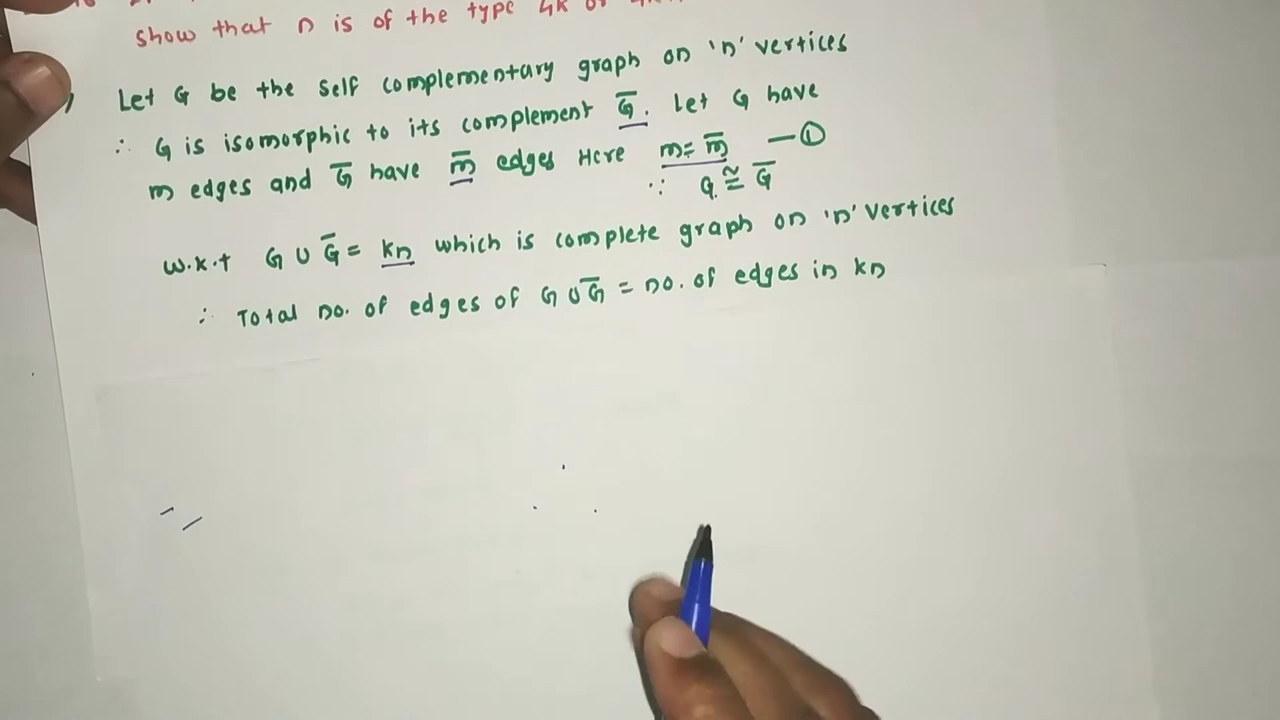 show that n is of the type 4k or
Let G be the self complementary graph on 'n' vertices
∴ G is isomorphic to its complement G̅. Let G have
m edges and G̅ have m̅ edges Here m = m̅ —①
∵ G ≅ G̅
w.k.t G ∪ G̅ = kn which is complete graph on 'n' vertices
∴ Total no. of edges of G ∪ G̅ = no. of edges in kn